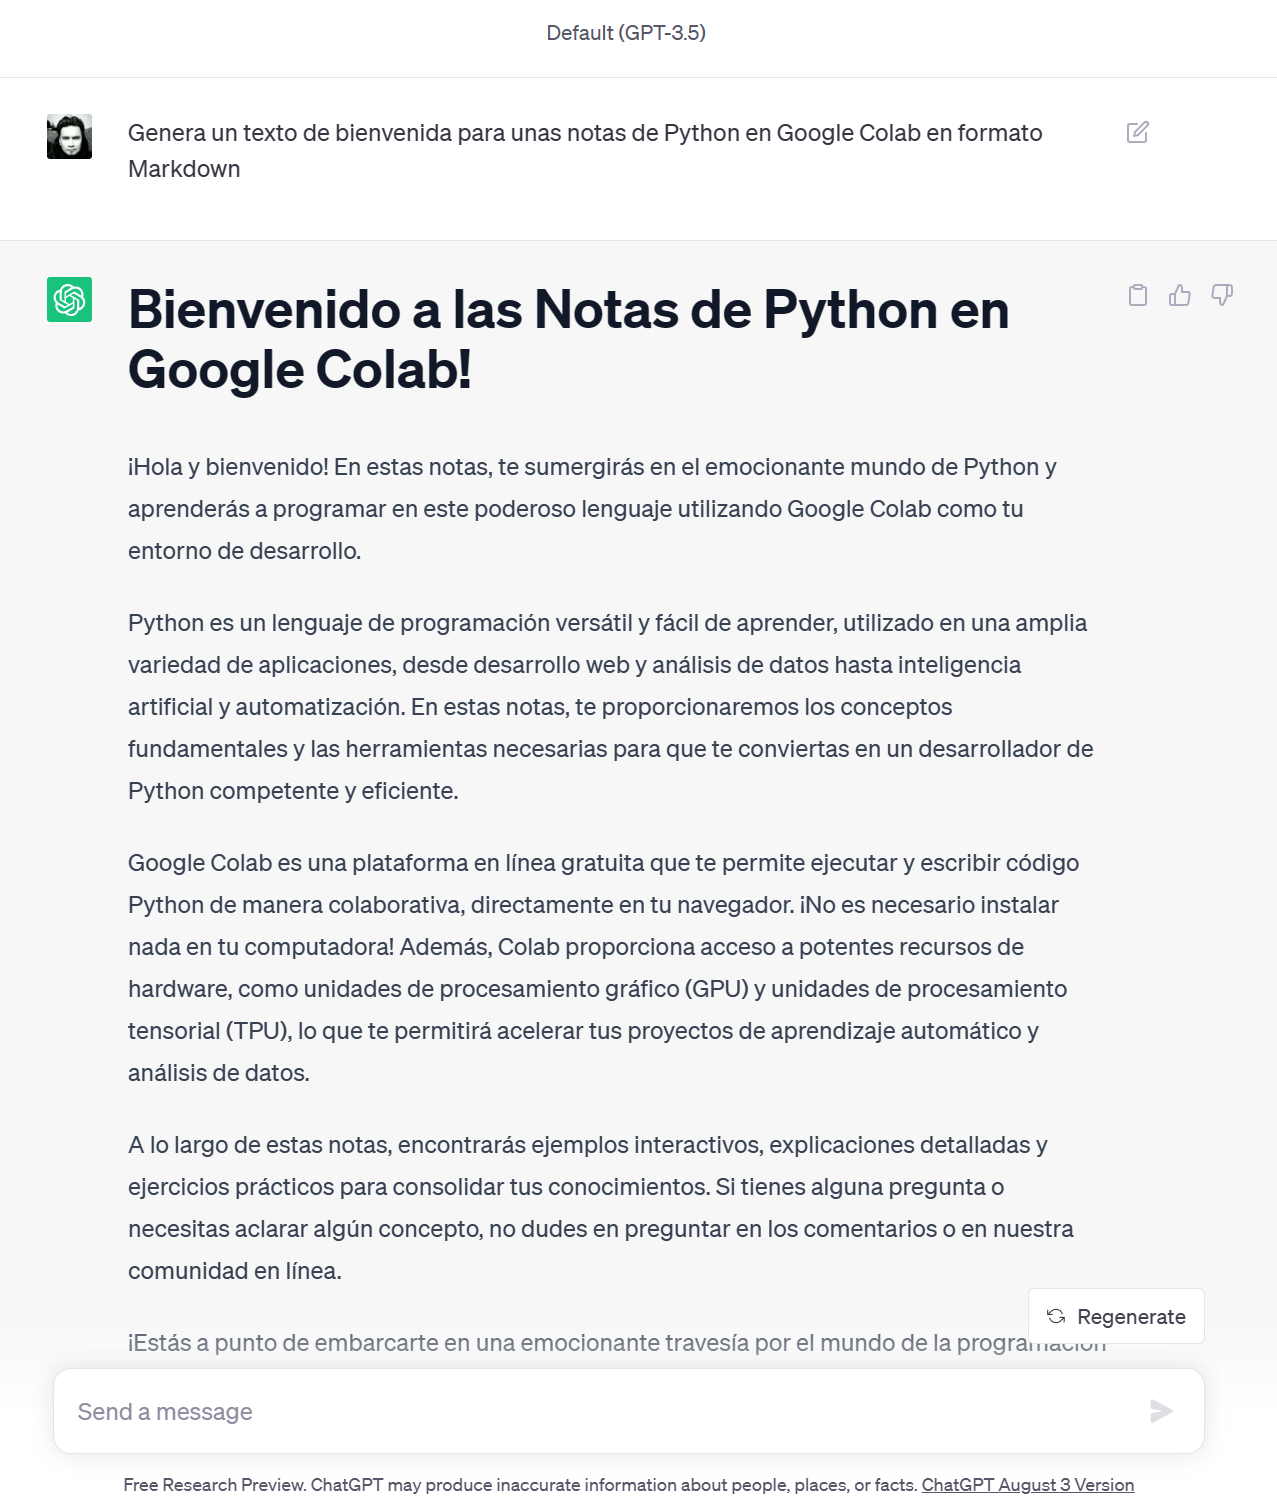 Default (GPT-3.5)
Genera un texto de bienvenida para unas notas de Python en Google Colab en formato
Markdown
Bienvenido a las Notas de Python en
Google Colab!
¡Hola y bienvenido! En estas notas, te sumergirás en el emocionante mundo de Python y
aprenderás a programar en este poderoso lenguaje utilizando Google Colab como tu
entorno de desarrollo.
Python es un lenguaje de programación versátil y fácil de aprender, utilizado en una amplia
variedad de aplicaciones, desde desarrollo web y análisis de datos hasta inteligencia
artificial y automatización. En estas notas, te proporcionaremos los conceptos
fundamentales y las herramientas necesarias para que te conviertas en un desarrollador de
Python competente y eficiente.
Google Colab es una plataforma en línea gratuita que te permite ejecutar y escribir código
Python de manera colaborativa, directamente en tu navegador. ¡No es necesario instalar
nada en tu computadora! Además, Colab proporciona acceso a potentes recursos de
hardware, como unidades de procesamiento gráfico (GPU) y unidades de procesamiento
tensorial (TPU), lo que te permitirá acelerar tus proyectos de aprendizaje automático y
análisis de datos.
A lo largo de estas notas, encontrarás ejemplos interactivos, explicaciones detalladas y
ejercicios prácticos para consolidar tus conocimientos. Si tienes alguna pregunta o
necesitas aclarar algún concepto, no dudes en preguntar en los comentarios o en nuestra
comunidad en línea.
Regenerate
¡Estás a punto de embarcarte en una emocionante travesía por el mundo de la programación
Send a message
Free Research Preview. ChatGPT may produce inaccurate information about people, places, or facts. ChatGPT August 3 Version